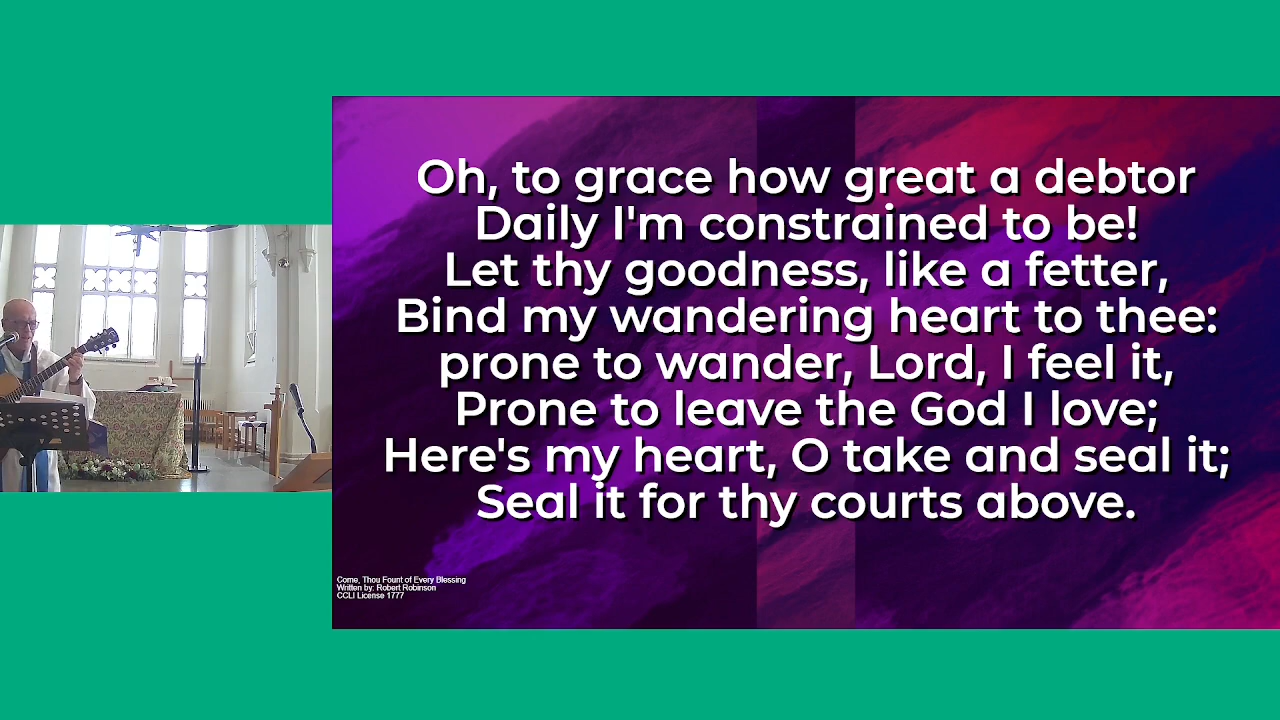 Oh, to grace how great a debtor
Daily I'm constrained to be!
Let thy goodness, like a fetter,
Bind my wandering heart to thee:
prone to wander, Lord, I feel it,
Prone to leave the God I love;
Here's my heart, O take and seal it;
Seal it for thy courts above.
Come, Thou Fount of Every Blessing
Written by: Robert Robinson
CCLI License 1777